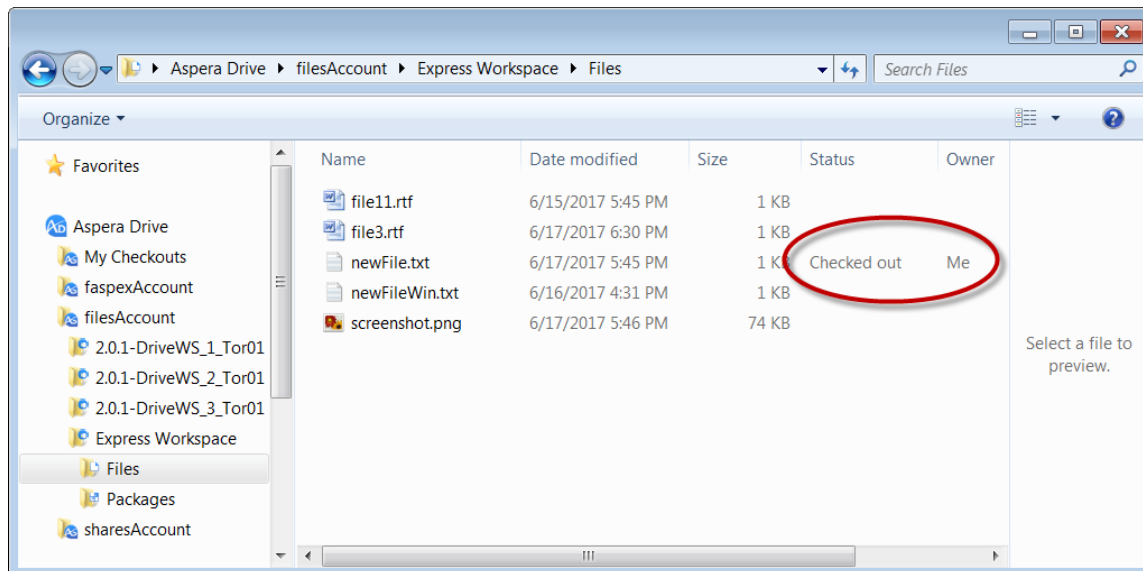 Aspera Drive filesAccount Express Workspace Files Search Files
Organize
Favorites
Aspera Drive
My Checkouts
faspexAccount
filesAccount
2.0.1-DriveWS_1_Tor01
2.0.1-DriveWS_2_Tor01
2.0.1-DriveWS_3_Tor01
Express Workspace
Files
Packages
sharesAccount
Name Date modified Size Status Owner
file11.rtf 6/15/2017 5:45 PM 1 KB
file3.rtf 6/17/2017 6:30 PM 1 KB
newFile.txt 6/17/2017 5:45 PM 1 KB Checked out Me
newFileWin.txt 6/16/2017 4:31 PM 1 KB
screenshot.png 6/17/2017 5:46 PM 74 KB
Select a file to
preview.